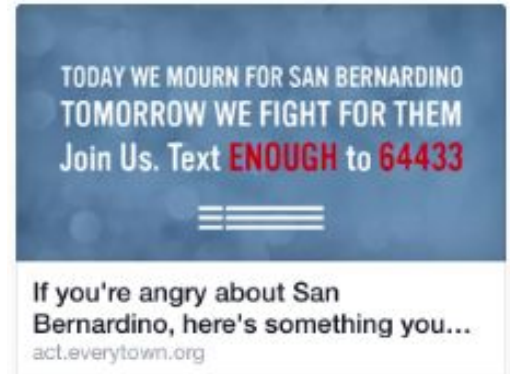 TODAY WE MOURN FOR SAN BERNARDINO
TOMORROW WE FIGHT FOR THEM
Join Us. Text ENOUGH to 64433
If you're angry about San
Bernardino, here's something you...
act.everytown.org